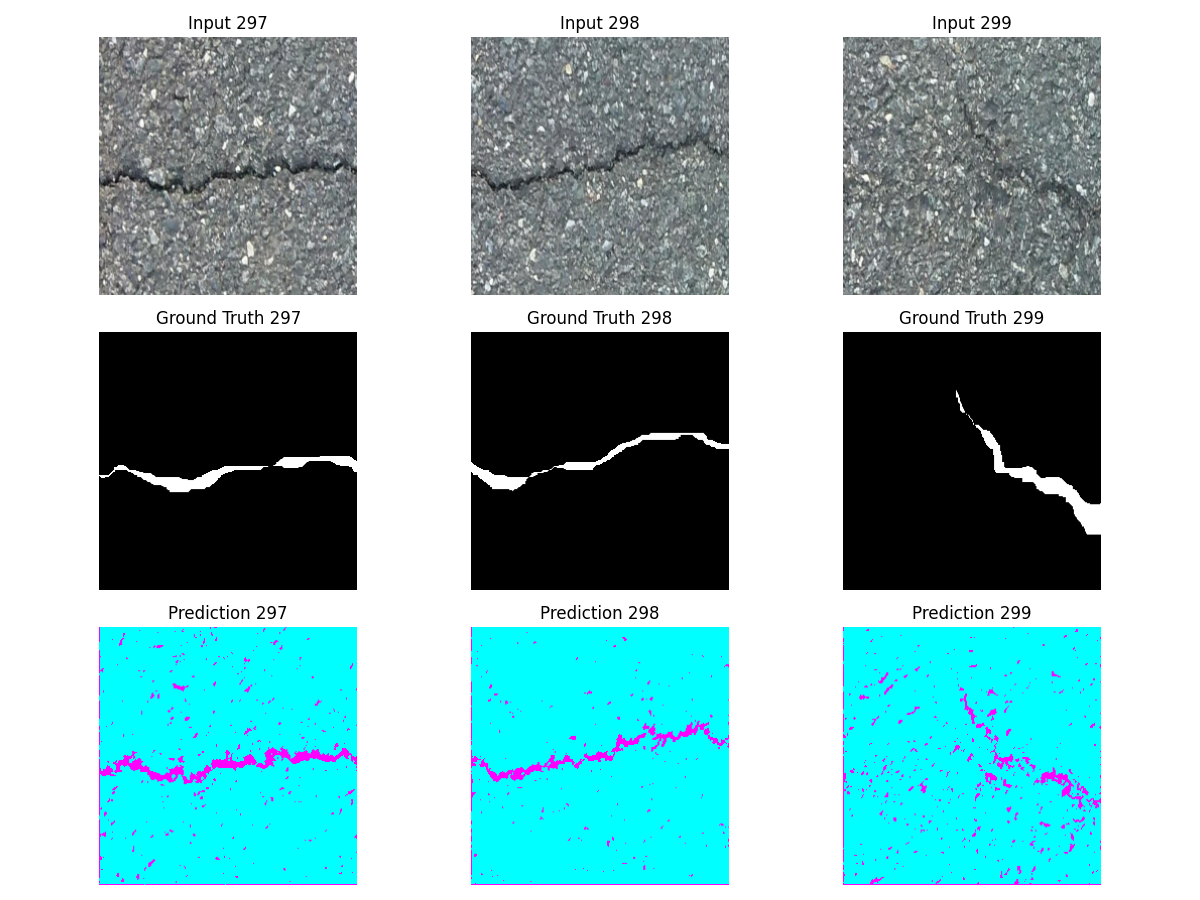 Input 297
Input 298
Input 299
Ground Truth 297
Ground Truth 298
Ground Truth 299
Prediction 297
Prediction 298
Prediction 299